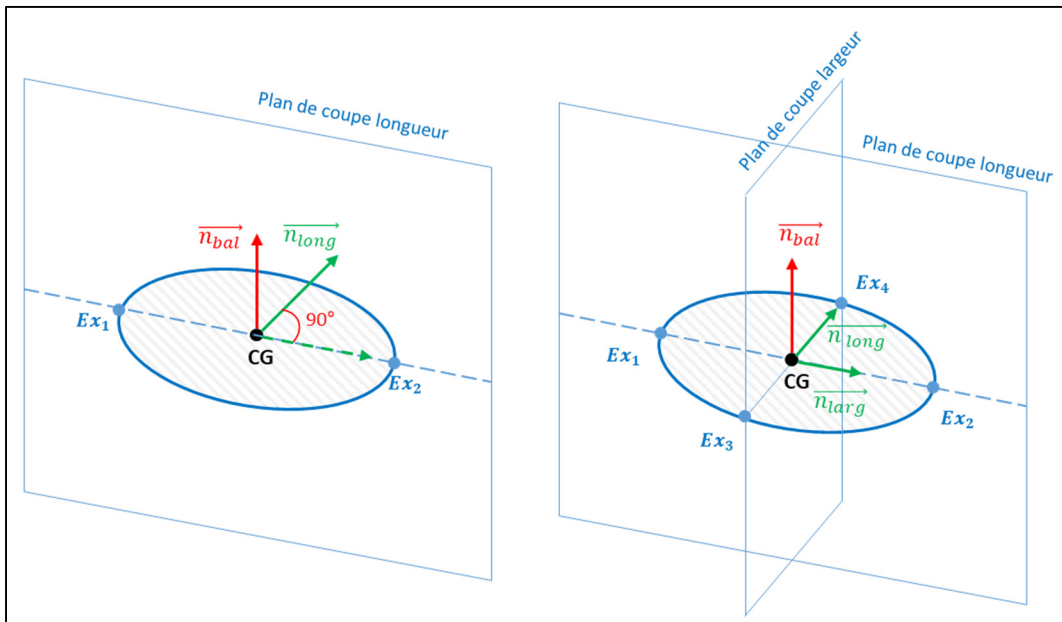 Plan de coupe longueur
n_bal
n_long
90°
Ex₁
CG
Ex₂
Plan de coupe largeur
Plan de coupe longueur
n_bal
Ex₄
n_long
Ex₁
CG
n_larg
Ex₂
Ex₃